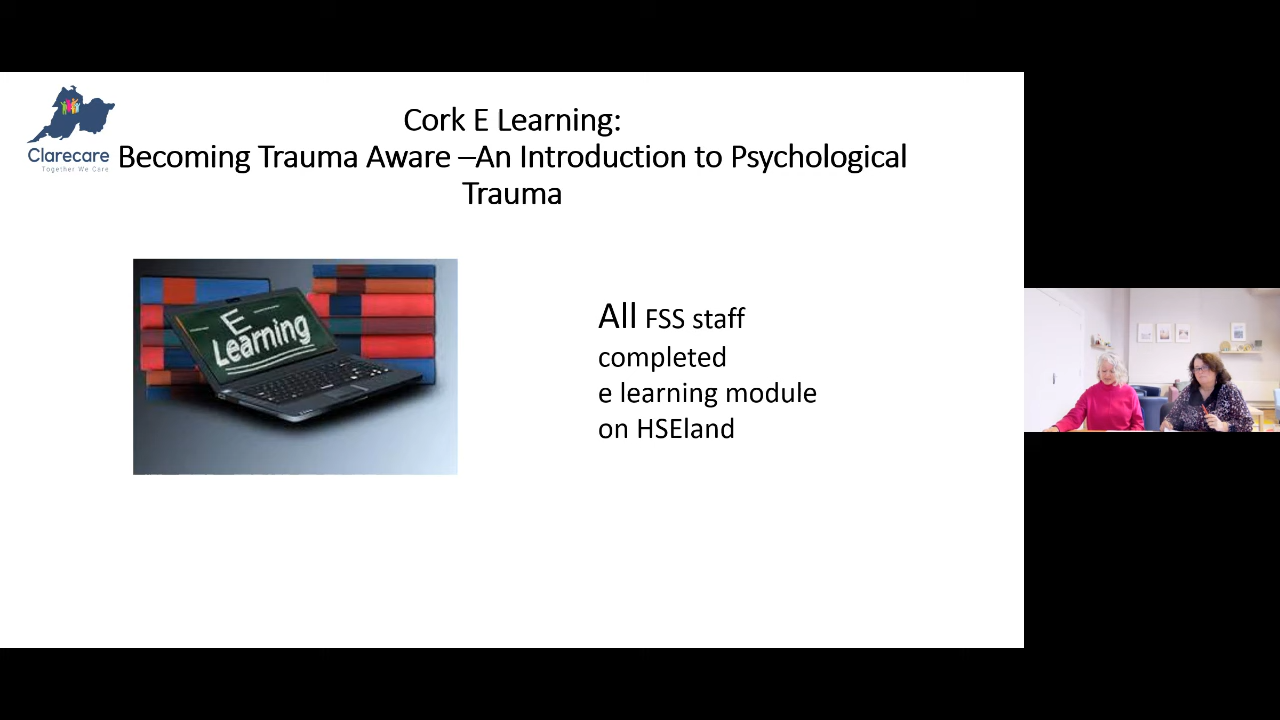 Cork E Learning:
Clarecare
Together We Care
Becoming Trauma Aware –An Introduction to Psychological
Trauma
E
Learning
All FSS staff
completed
e learning module
on HSEland